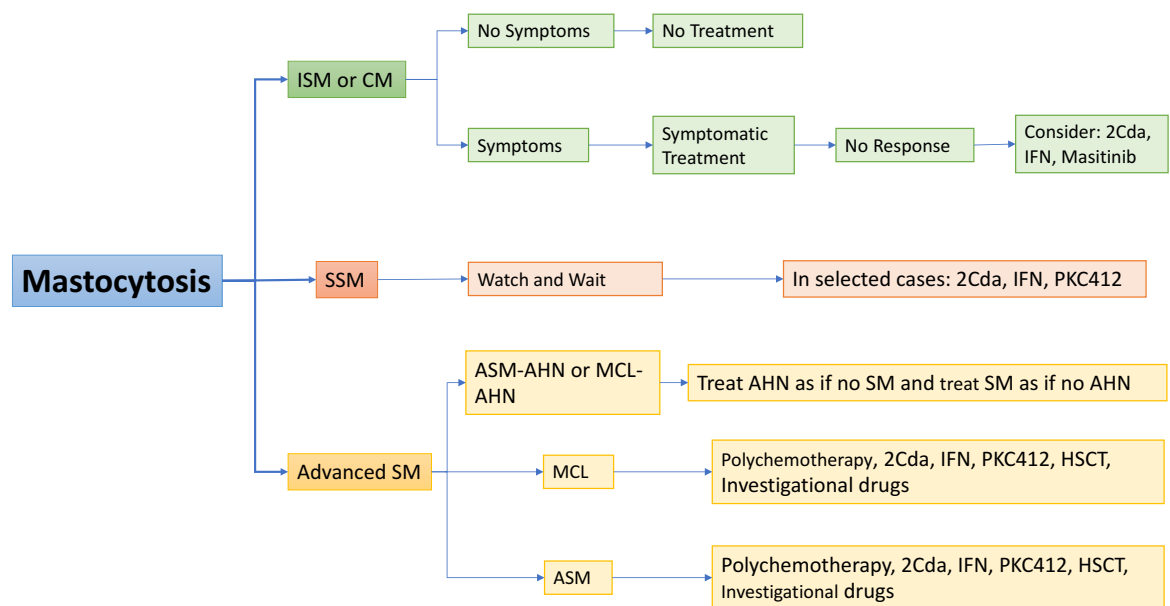 No Symptoms
No Treatment
ISM or CM
Symptoms
Symptomatic
Treatment
No Response
Consider: 2Cda,
IFN, Masitinib
Mastocytosis
SSM
Watch and Wait
In selected cases: 2Cda, IFN, PKC412
ASM-AHN or MCL-
AHN
Treat AHN as if no SM and treat SM as if no AHN
Advanced SM
MCL
Polychemotherapy, 2Cda, IFN, PKC412, HSCT,
Investigational drugs
ASM
Polychemotherapy, 2Cda, IFN, PKC412, HSCT,
Investigational drugs